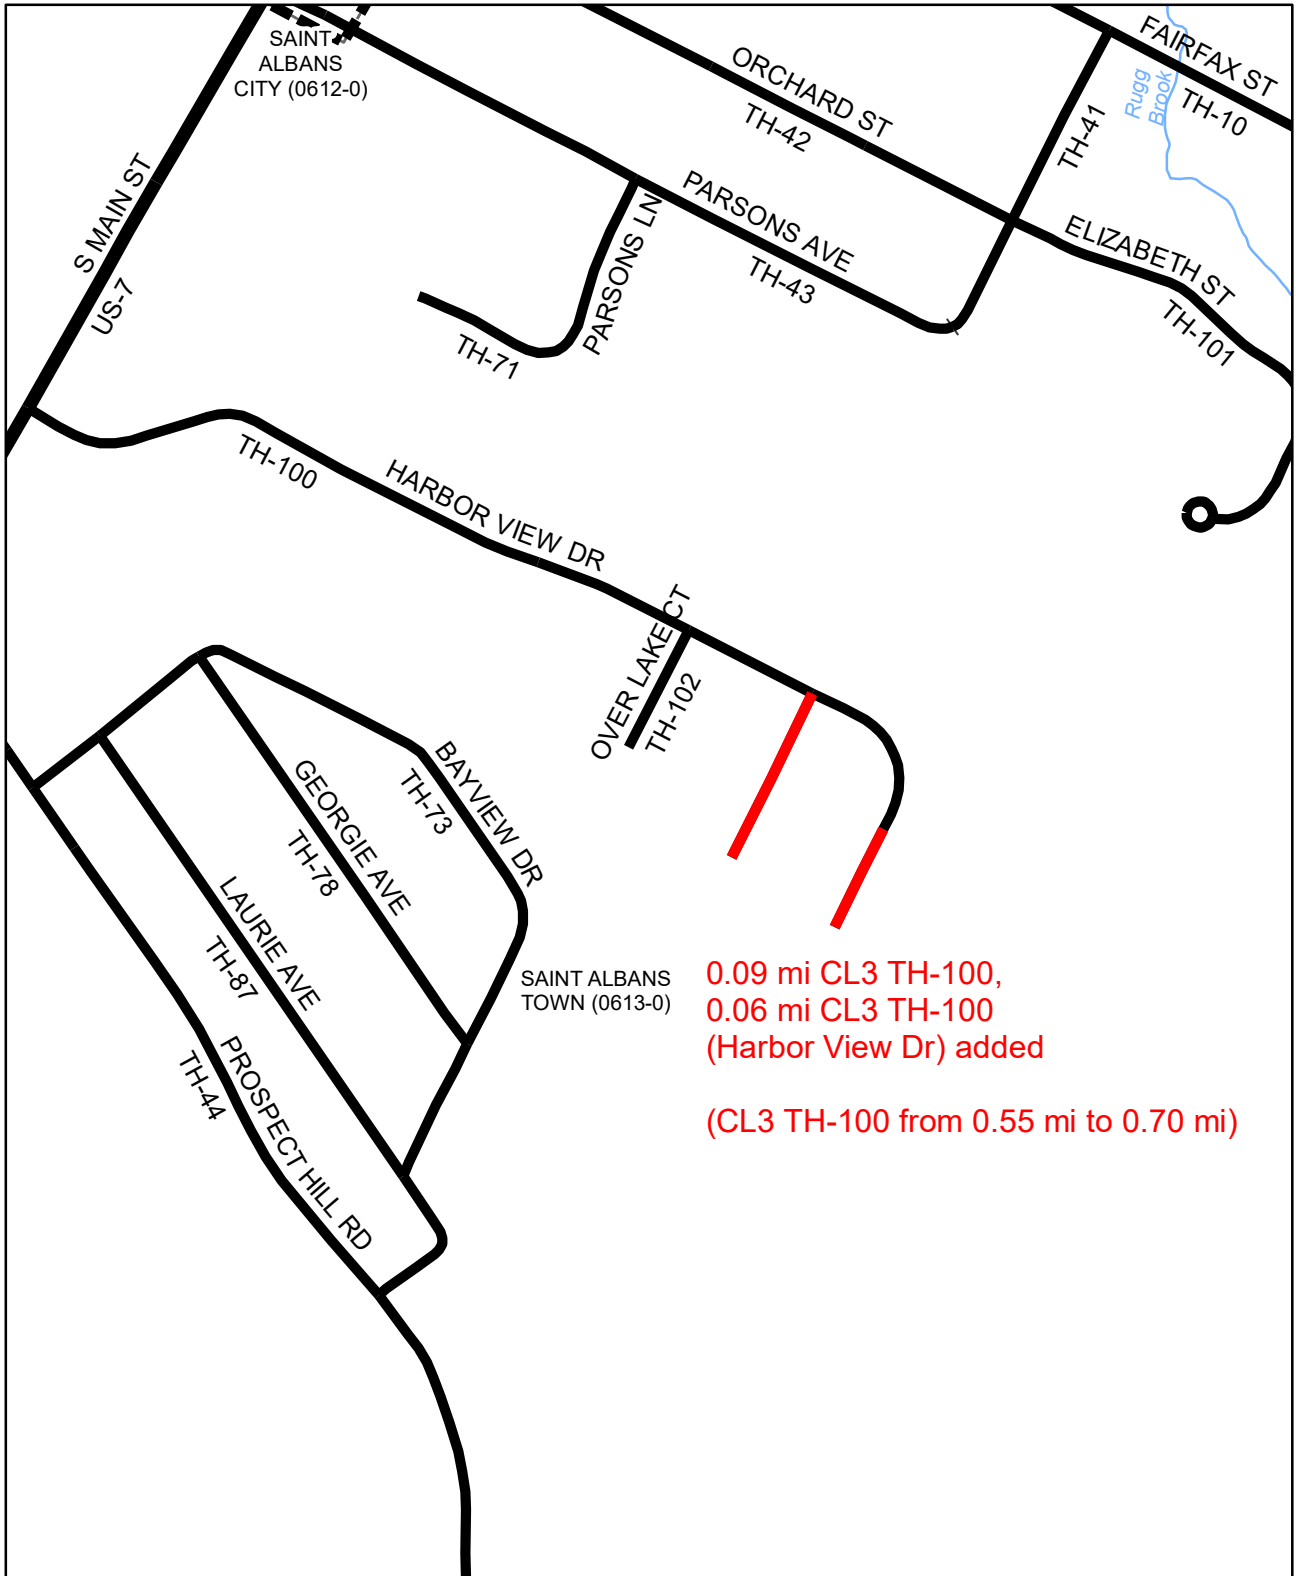 SAINT
ALBANS
CITY (0612-0)
FAIRFAX ST
TH-10
Rugg
Brook
ORCHARD ST
TH-42
TH-41
S MAIN ST
US-7
PARSONS AVE
TH-43
PARSONS LN
TH-71
ELIZABETH ST
TH-101
TH-100
HARBOR VIEW DR
OVER LAKE CT
TH-102
BAYVIEW DR
TH-73
GEORGIE AVE
TH-78
LAURIE AVE
TH-87
PROSPECT HILL RD
TH-44
SAINT ALBANS
TOWN (0613-0)
0.09 mi CL3 TH-100,
0.06 mi CL3 TH-100
(Harbor View Dr) added
(CL3 TH-100 from 0.55 mi to 0.70 mi)